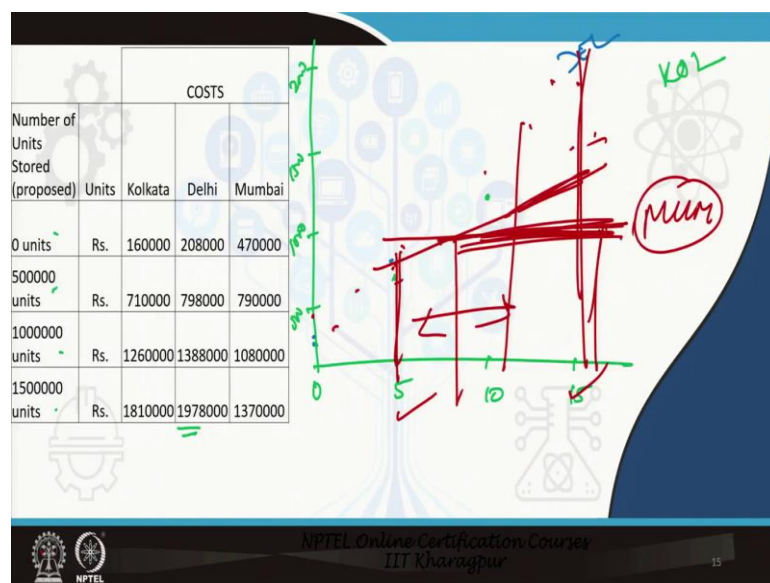 COSTS
Number of
Units
Stored
(proposed) Units Kolkata Delhi Mumbai
0 units Rs. 160000 208000 470000
500000
units Rs. 710000 798000 790000
1000000
units Rs. 1260000 1388000 1080000
1500000
units Rs. 1810000 1978000 1370000
KOL
MUM
0 5 10 15
NPTEL Online Certification Courses
IIT Kharagpur
NPTEL
15